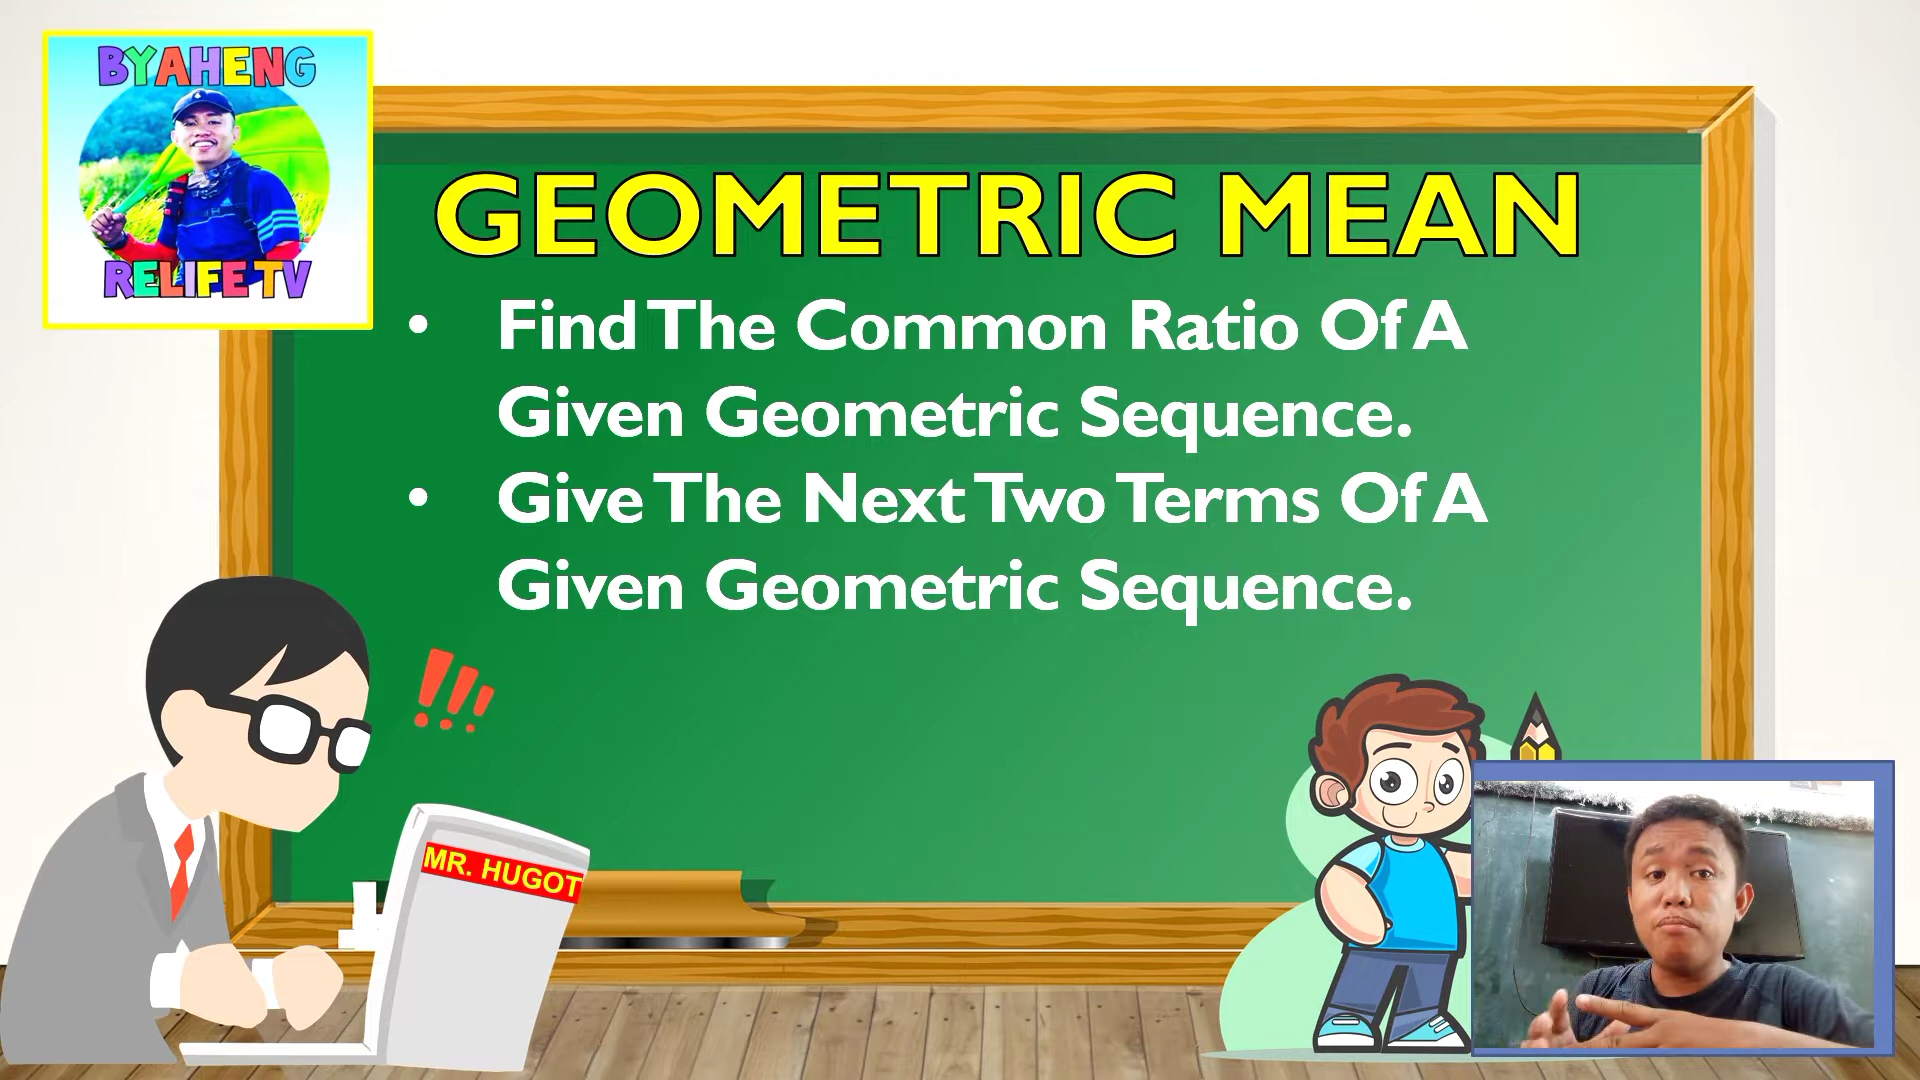 BYAHENG
RELIFE TV
GEOMETRIC MEAN
• Find The Common Ratio Of A
Given Geometric Sequence.
• Give The Next Two Terms Of A
Given Geometric Sequence.
!!!
MR. HUGOT